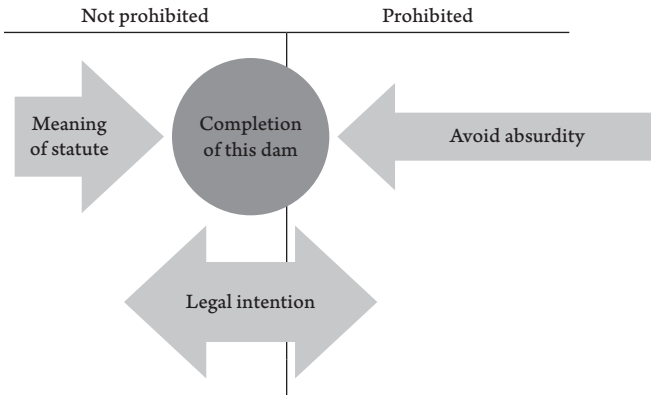 Not prohibited
Prohibited
Meaning
of statute
Completion
of this dam
Avoid absurdity
Legal intention